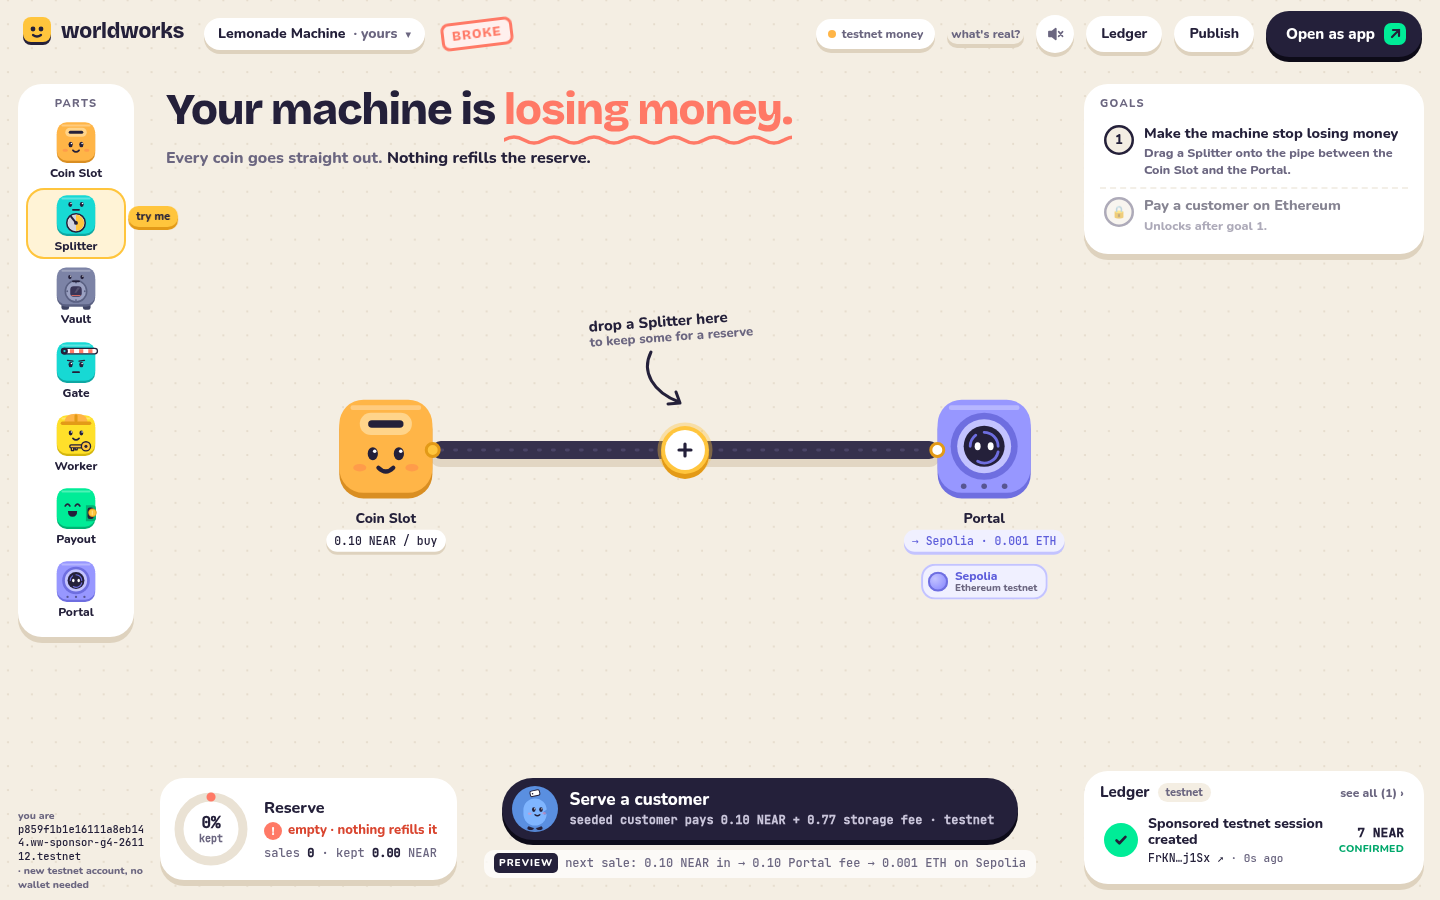 worldworks
Lemonade Machine · yours ▾
BROKE
testnet money
what's real?
Ledger
Publish
Open as app
PARTS
Coin Slot
Splitter
try me
Vault
Gate
Worker
Payout
Portal
Your machine is losing money.
Every coin goes straight out. Nothing refills the reserve.
GOALS
1
Make the machine stop losing money
Drag a Splitter onto the pipe between the
Coin Slot and the Portal.
Pay a customer on Ethereum
Unlocks after goal 1.
drop a Splitter here
to keep some for a reserve
+
Coin Slot
0.10 NEAR / buy
Portal
→ Sepolia · 0.001 ETH
Sepolia
Ethereum testnet
you are
p859f1b1e16111a8eb14
4.ww-sponsor-g4-2611
12.testnet
· new testnet account, no
wallet needed
0%
kept
Reserve
! empty · nothing refills it
sales 0 · kept 0.00 NEAR
Serve a customer
seeded customer pays 0.10 NEAR + 0.77 storage fee · testnet
PREVIEW next sale: 0.10 NEAR in → 0.10 Portal fee → 0.001 ETH on Sepolia
Ledger testnet
see all (1) ›
Sponsored testnet session
created
FrKN…j1Sx ↗ · 0s ago
7 NEAR
CONFIRMED